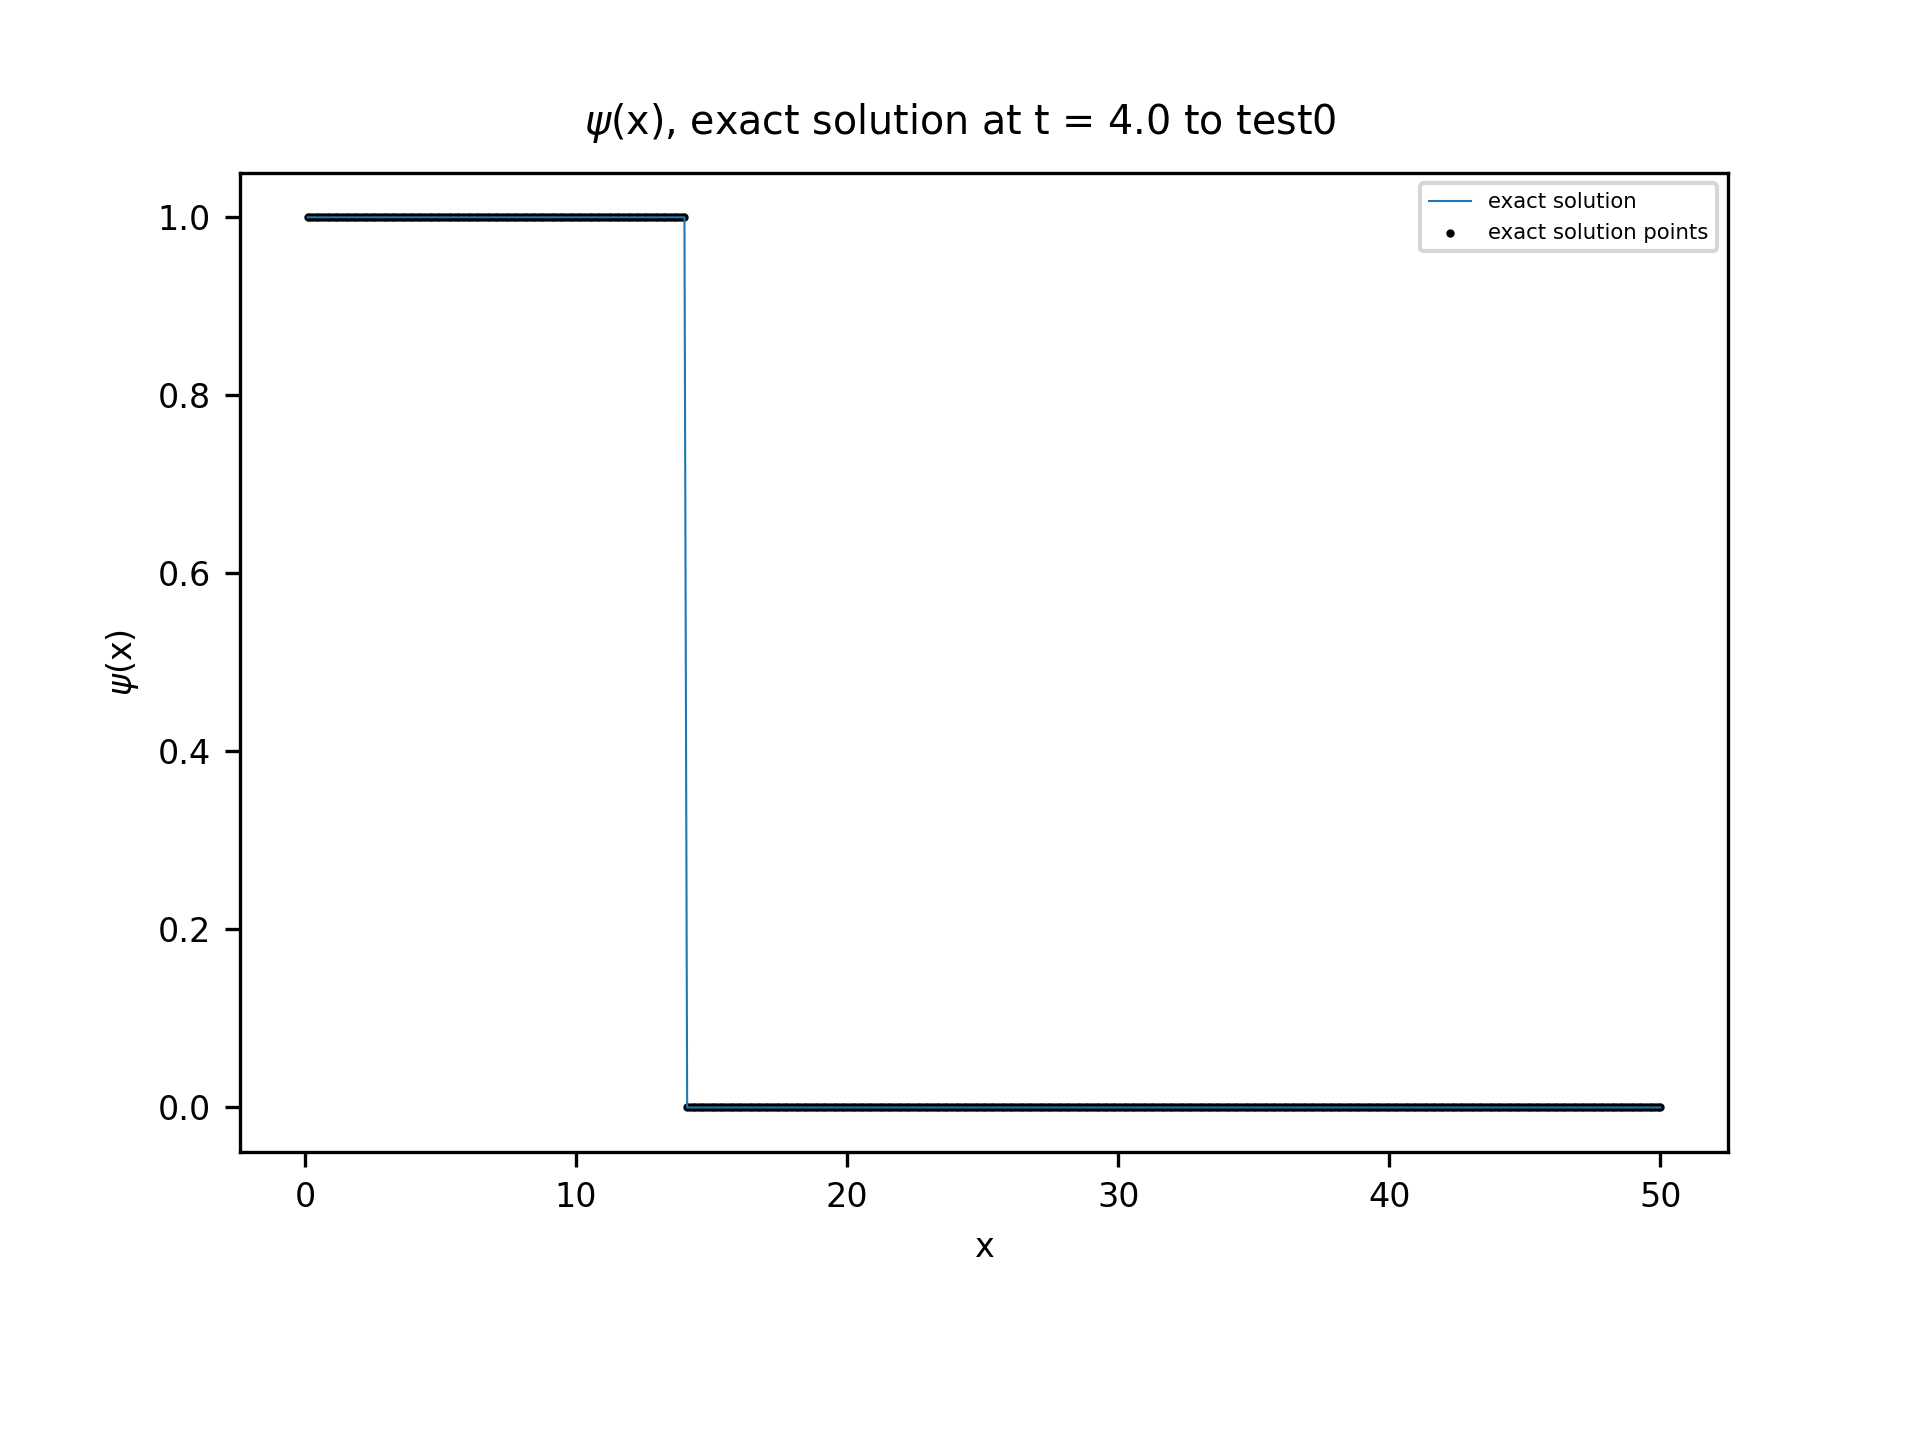 ψ(x), exact solution at t = 4.0 to test0
exact solution
exact solution points
1.0
0.8
0.6
0.4
0.2
0.0
ψ(x)
0 10 20 30 40 50
x